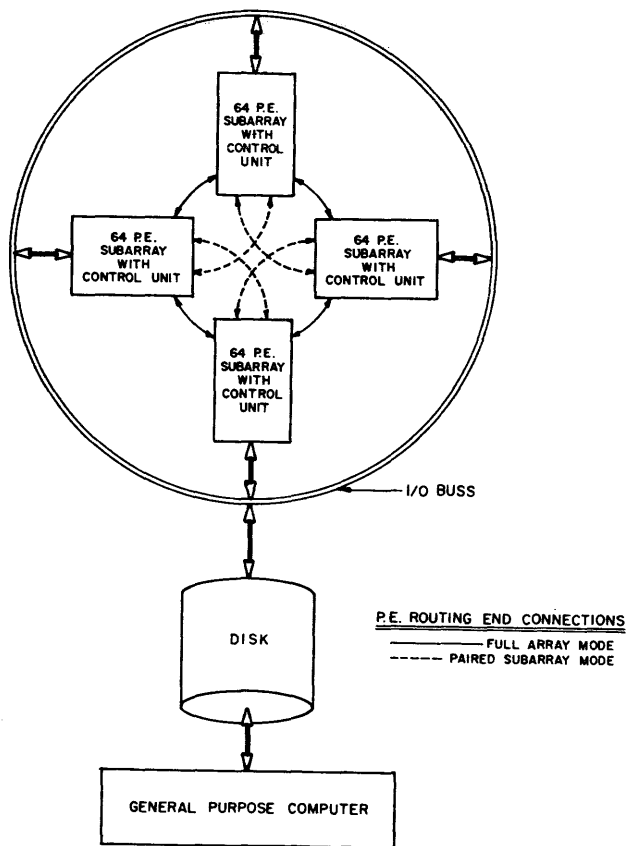 64 P.E.
SUBARRAY
WITH
CONTROL
UNIT
64 P.E.
SUBARRAY
WITH
CONTROL UNIT
64 P.E.
SUBARRAY
WITH
CONTROL UNIT
64 P.E.
SUBARRAY
WITH
CONTROL
UNIT
I/O BUSS
DISK
P.E. ROUTING END CONNECTIONS
FULL ARRAY MODE
PAIRED SUBARRAY MODE
GENERAL PURPOSE COMPUTER